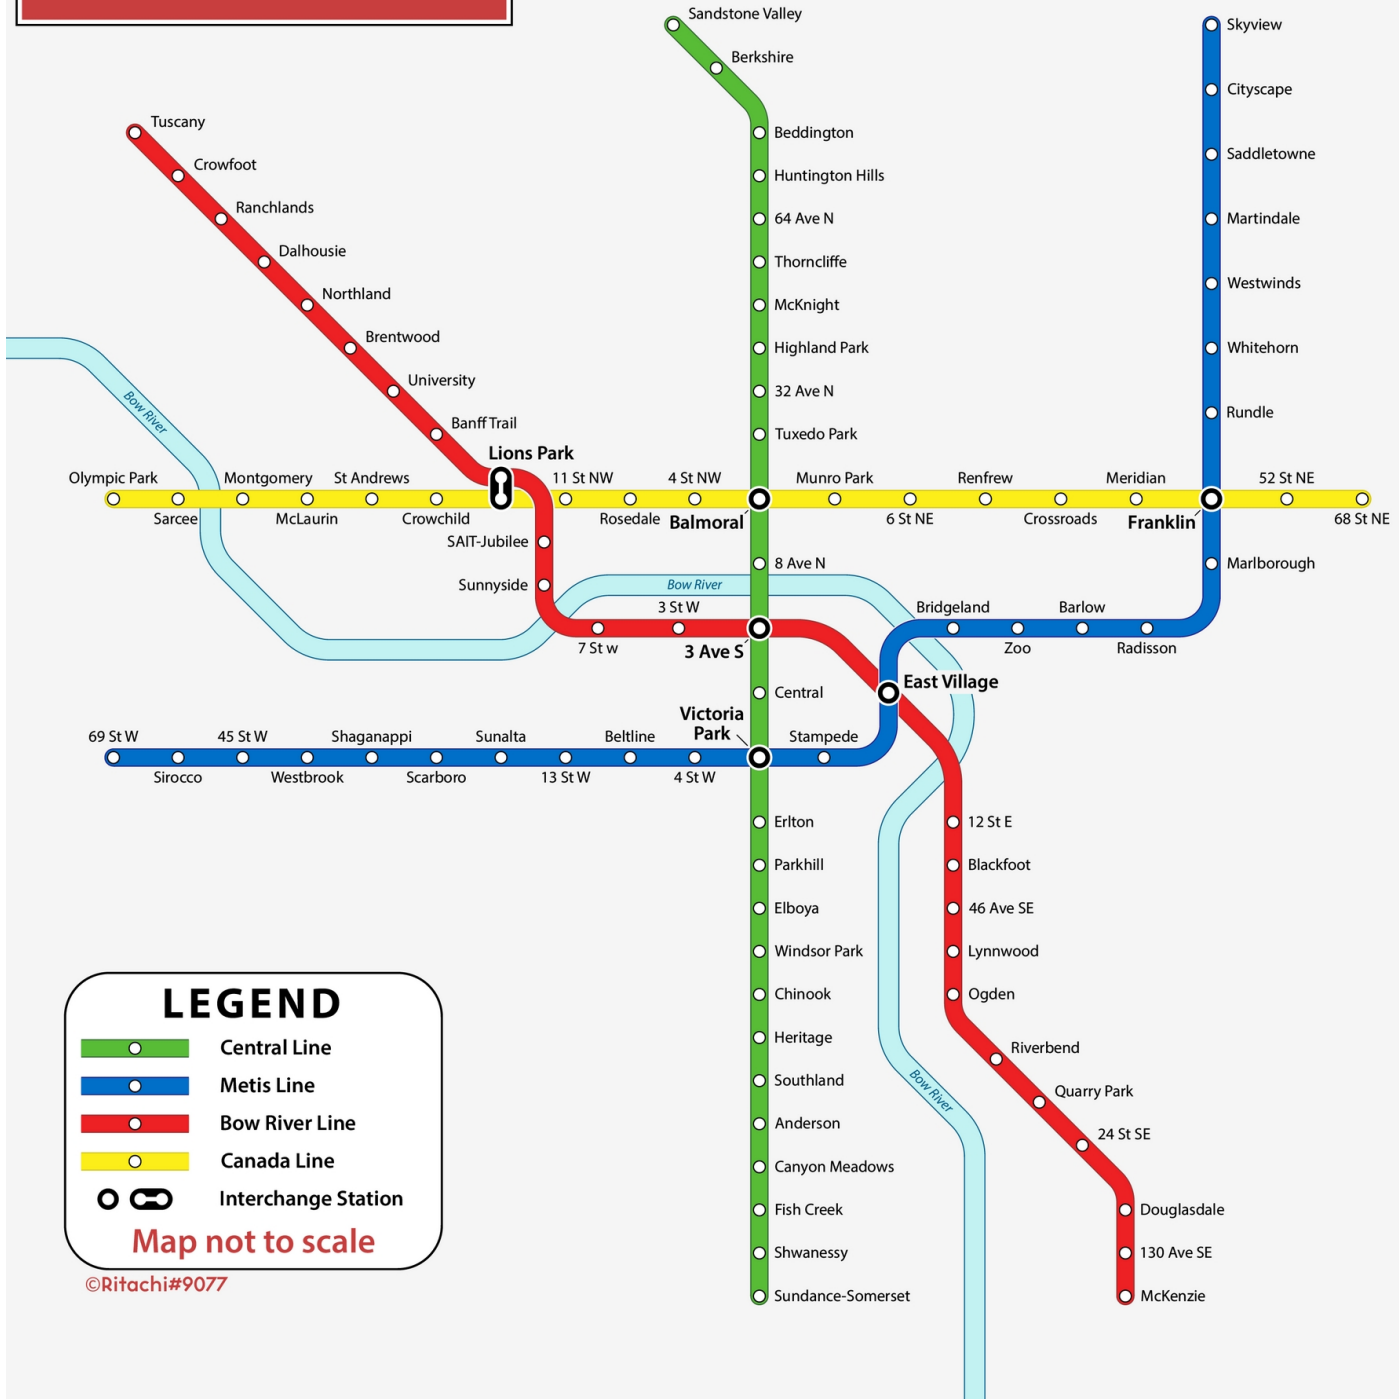 Sandstone Valley
Berkshire
Beddington
Huntington Hills
64 Ave N
Thorncliffe
McKnight
Highland Park
32 Ave N
Tuxedo Park
Skyview
Cityscape
Saddletowne
Martindale
Westwinds
Whitehorn
Rundle
Tuscany
Crowfoot
Ranchlands
Dalhousie
Northland
Brentwood
University
Banff Trail
Lions Park
Bow River
Olympic Park
Montgomery
St Andrews
11 St NW
4 St NW
Munro Park
Renfrew
Meridian
52 St NE
Sarcee
McLaurin
Crowchild
Rosedale
Balmoral
6 St NE
Crossroads
Franklin
68 St NE
SAIT-Jubilee
Sunnyside
8 Ave N
Marlborough
Bow River
3 St W
7 St w
3 Ave S
Bridgeland
Barlow
Zoo
Radisson
Central
East Village
Victoria
Park
69 St W
45 St W
Shaganappi
Sunalta
Beltline
Stampede
Sirocco
Westbrook
Scarboro
13 St W
4 St W
Erlton
Parkhill
Elboya
Windsor Park
Chinook
Heritage
Southland
Anderson
Canyon Meadows
Fish Creek
Shwanessy
Sundance-Somerset
12 St E
Blackfoot
46 Ave SE
Lynnwood
Ogden
Riverbend
Quarry Park
24 St SE
Douglasdale
130 Ave SE
McKenzie
Bow River
LEGEND
Central Line
Metis Line
Bow River Line
Canada Line
Interchange Station
Map not to scale
©Ritachi#9077